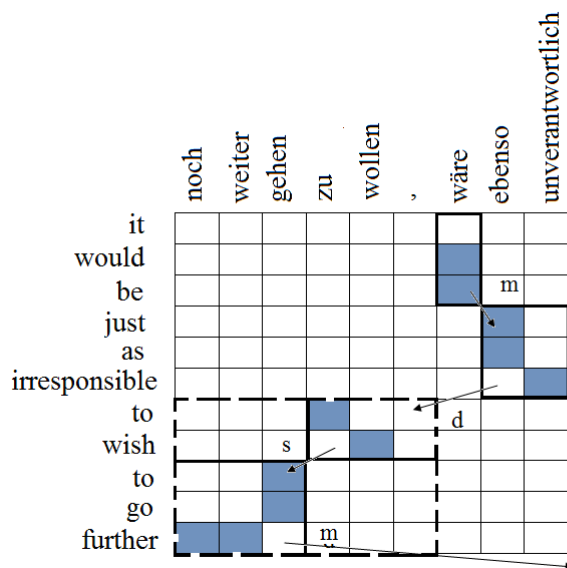 noch
weiter
gehen
zu
wollen
,
wäre
ebenso
unverantwortlich
it
would
be
m
just
as
irresponsible
to
d
wish
s
to
go
further
m